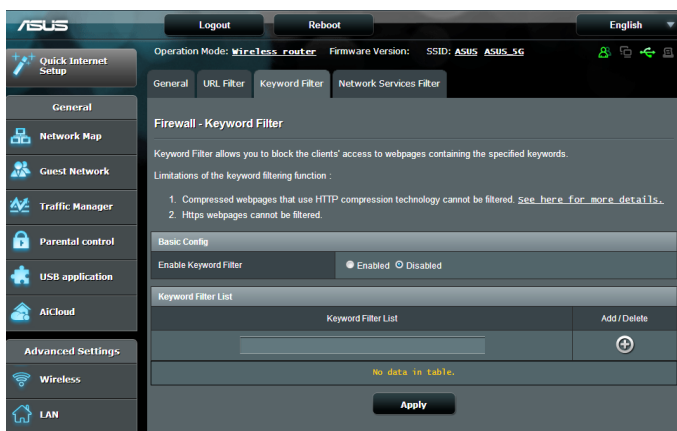 ASUS
Logout
Reboot
English
Quick Internet
Setup
Operation Mode: Wireless router Firmware Version: SSID: ASUS ASUS_5G
General
URL Filter
Keyword Filter
Network Services Filter
General
Network Map
Guest Network
Traffic Manager
Parental control
USB application
AiCloud
Advanced Settings
Wireless
LAN
Firewall - Keyword Filter
Keyword Filter allows you to block the clients' access to webpages containing the specified keywords.
Limitations of the keyword filtering function :
1. Compressed webpages that use HTTP compression technology cannot be filtered. See here for more details.
2. Https webpages cannot be filtered.
Basic Config
Enable Keyword Filter
Enabled Disabled
Keyword Filter List
Keyword Filter List
Add / Delete
No data in table.
Apply